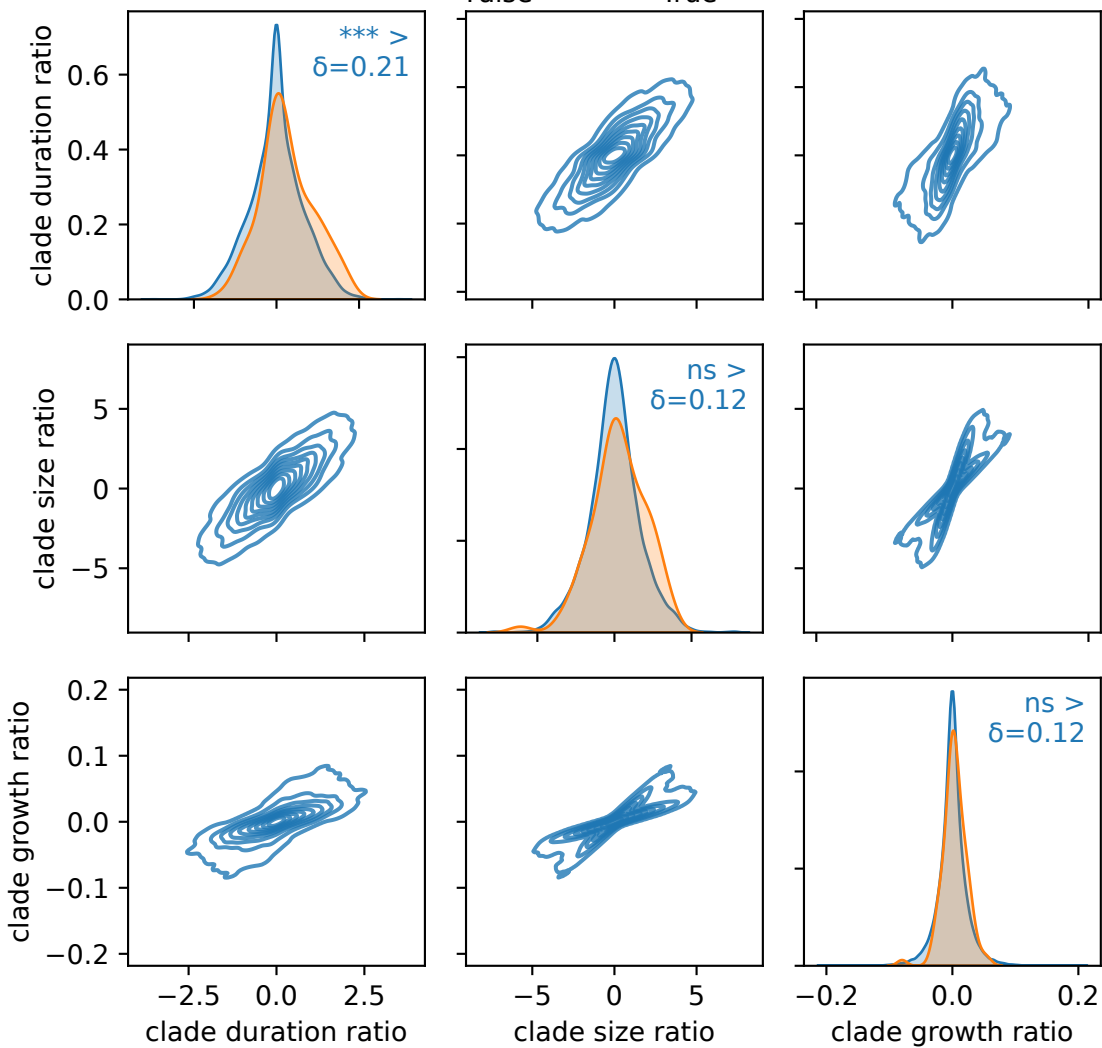 False True
clade duration ratio
0.6
0.4
0.2
0.0
*** >
δ=0.21
clade size ratio
5
0
−5
ns >
δ=0.12
clade growth ratio
0.2
0.1
0.0
−0.1
−0.2
ns >
δ=0.12
−2.5 0.0 2.5
−5 0 5
−0.2 0.0 0.2
clade duration ratio
clade size ratio
clade growth ratio